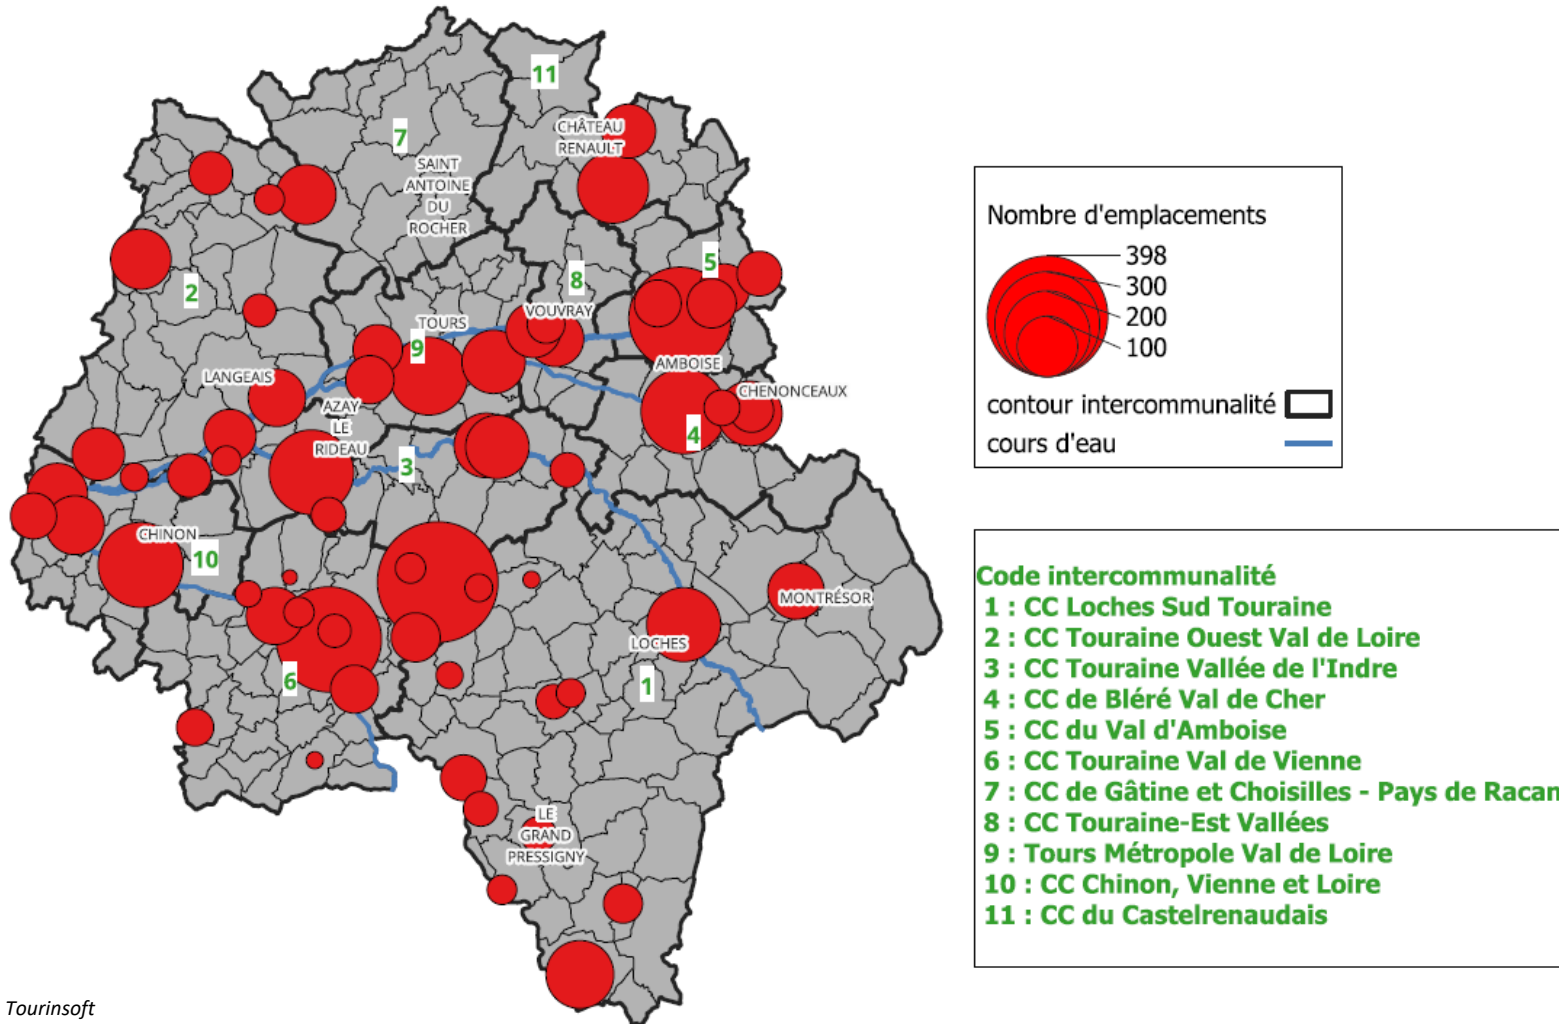 11
CHÂTEAU
RENAULT
7
SAINT
ANTOINE
DU
ROCHER
5
8
2
VOUVRAY
TOURS
9
AMBOISE
LANGEAIS
CHENONCEAUX
AZAY
LE
RIDEAU
4
3
CHINON
10
MONTRÉSOR
LOCHES
6
1
LE
GRAND
PRESSIGNY
Tourinsoft
Nombre d'emplacements
398
300
200
100
contour intercommunalité
cours d'eau
Code intercommunalité
1 : CC Loches Sud Touraine
2 : CC Touraine Ouest Val de Loire
3 : CC Touraine Vallée de l'Indre
4 : CC de Bléré Val de Cher
5 : CC du Val d'Amboise
6 : CC Touraine Val de Vienne
7 : CC de Gâtine et Choisilles - Pays de Racan
8 : CC Touraine-Est Vallées
9 : Tours Métropole Val de Loire
10 : CC Chinon, Vienne et Loire
11 : CC du Castelrenaudais